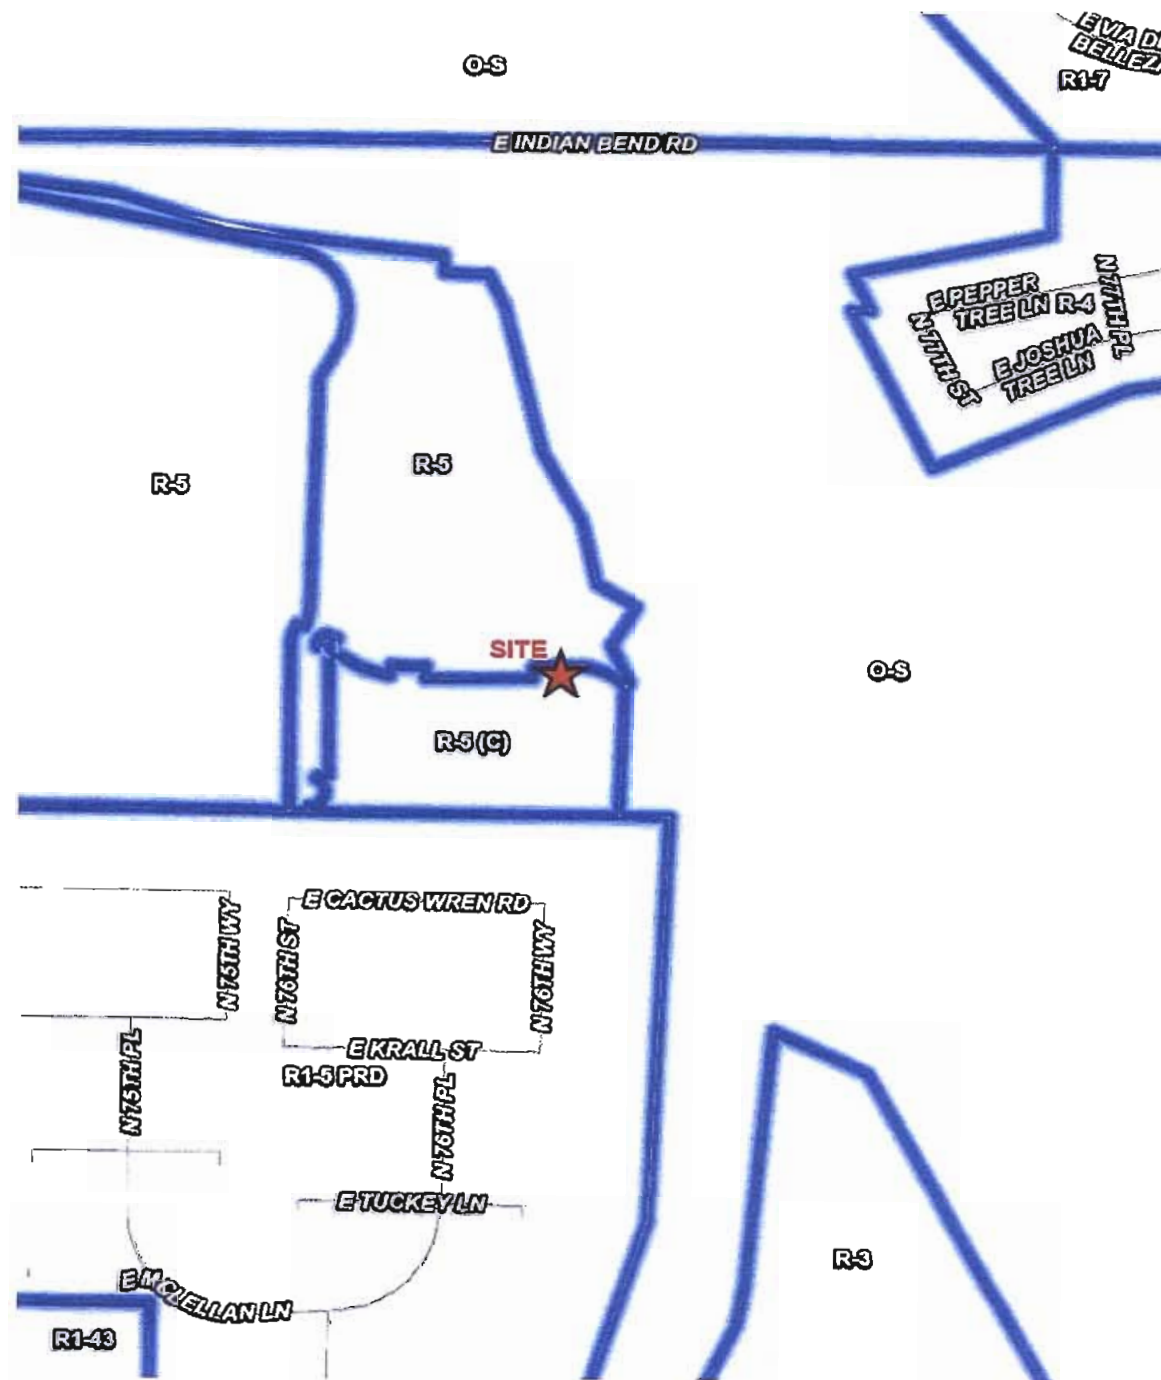 O-S
E VIA DE
BELLEZA
R1-7
E INDIAN BEND RD
E PEPPER
TREE LN
R-4
N 77TH PL
N 77TH ST
E JOSHUA
TREE LN
R-5
R-5
SITE
O-S
R-5 (C)
E CACTUS WREN RD
N 75TH WY
N 76TH ST
N 76TH WY
E KRALL ST
N 75TH PL
R1-5 PRD
N 76TH PL
E TUCKEY LN
R-3
E MCLELLAN LN
R1-43